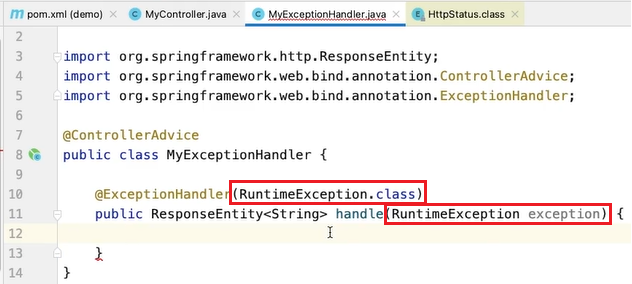 pom.xml (demo) × MyController.java × MyExceptionHandler.java × HttpStatus.class ×
2
3 import org.springframework.http.ResponseEntity;
4 import org.springframework.web.bind.annotation.ControllerAdvice;
5 import org.springframework.web.bind.annotation.ExceptionHandler;
6
7 @ControllerAdvice
8 public class MyExceptionHandler {
9
10 @ExceptionHandler(RuntimeException.class)
11 public ResponseEntity<String> handle(RuntimeException exception) {
12
13 }
14 }